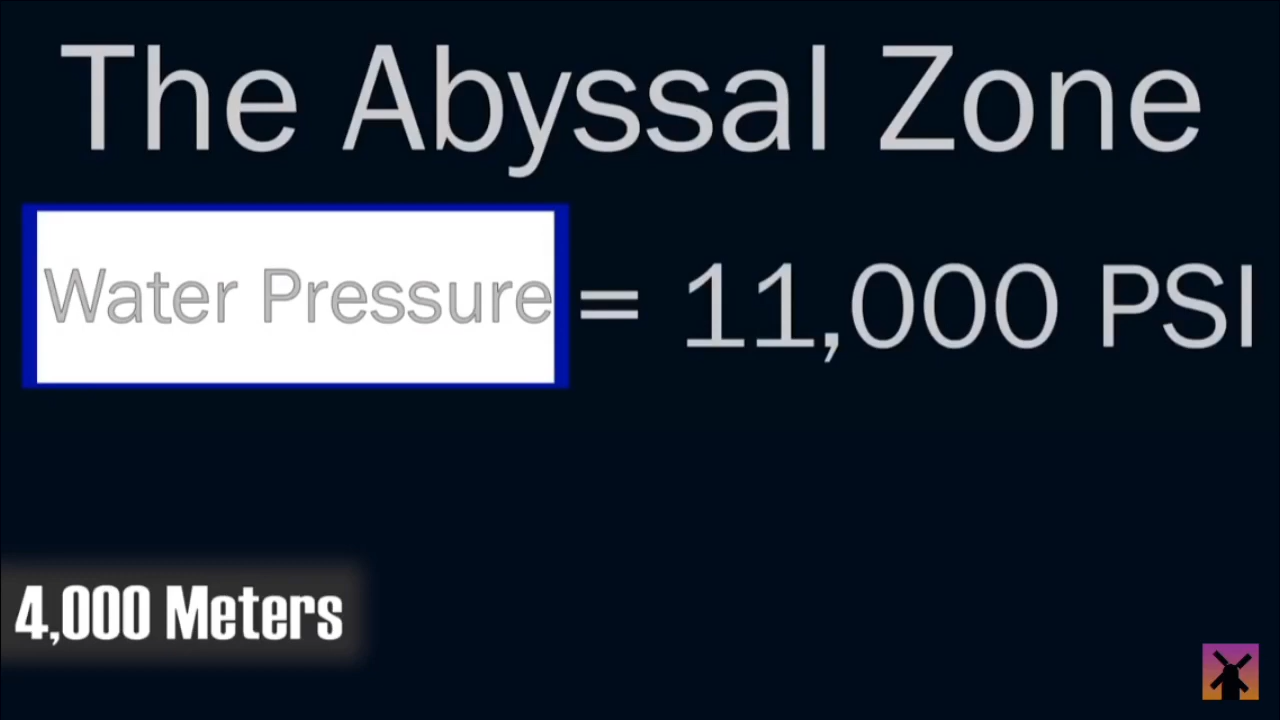 The Abyssal Zone
Water Pressure = 11,000 PSI
4,000 Meters